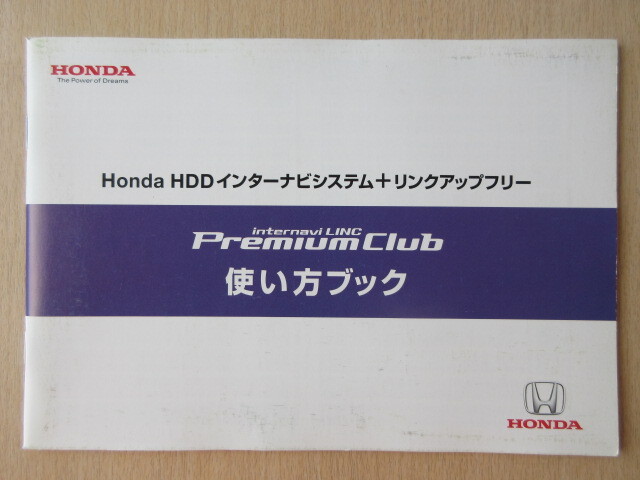 HONDA
The Power of Dreams
Honda HDDインターナビシステム+リンクアップフリー
internavi LINC
Premium Club
使い方ブック
HONDA